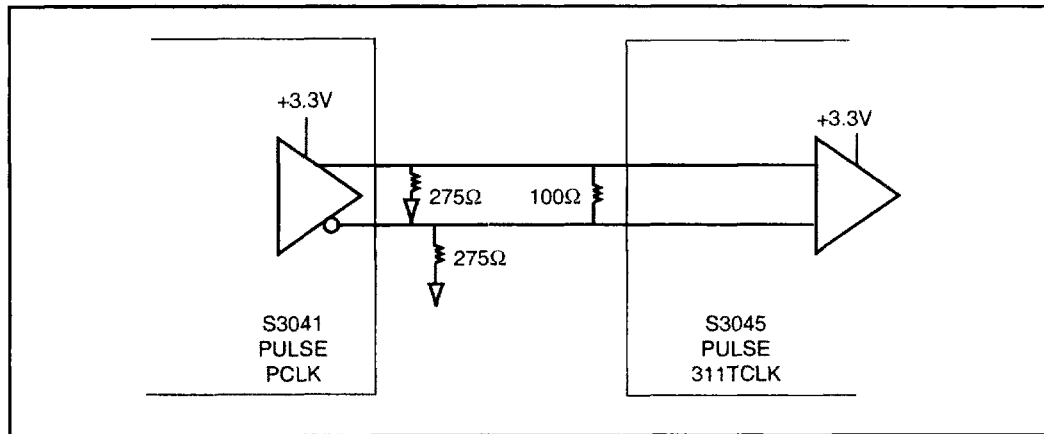 +3.3V
+3.3V
275Ω
100Ω
275Ω
S3041
PULSE
PCLK
S3045
PULSE
311TCLK